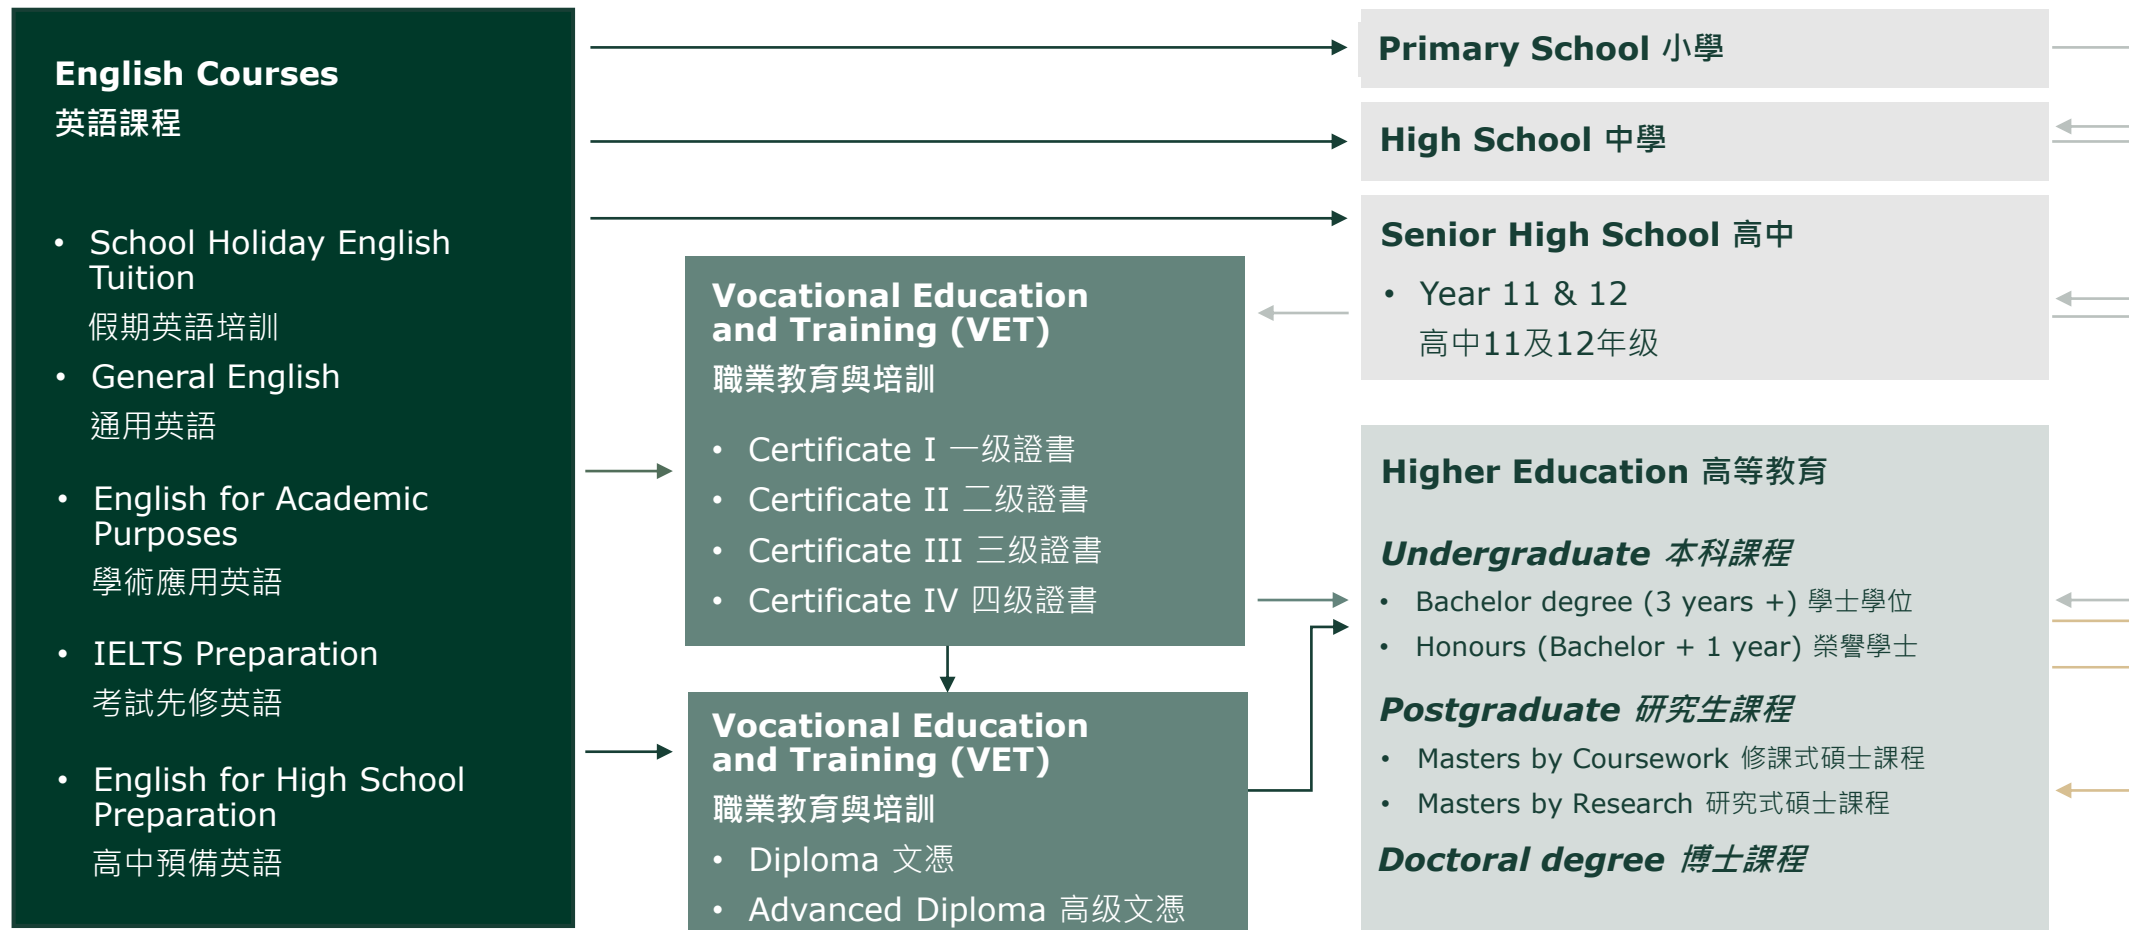 English Courses
英語課程
• School Holiday English
Tuition
假期英語培訓
• General English
通用英語
• English for Academic
Purposes
學術應用英語
• IELTS Preparation
考試先修英語
• English for High School
Preparation
高中預備英語
Vocational Education
and Training (VET)
職業教育與培訓
• Certificate I 一级證書
• Certificate II 二级證書
• Certificate III 三级證書
• Certificate IV 四级證書
Vocational Education
and Training (VET)
職業教育與培訓
• Diploma 文憑
• Advanced Diploma 高级文憑
Primary School 小學
High School 中學
Senior High School 高中
• Year 11 & 12
高中11及12年级
Higher Education 高等教育
Undergraduate 本科課程
• Bachelor degree (3 years +) 學士學位
• Honours (Bachelor + 1 year) 榮譽學士
Postgraduate 研究生課程
• Masters by Coursework 修課式碩士課程
• Masters by Research 研究式碩士課程
Doctoral degree 博士課程